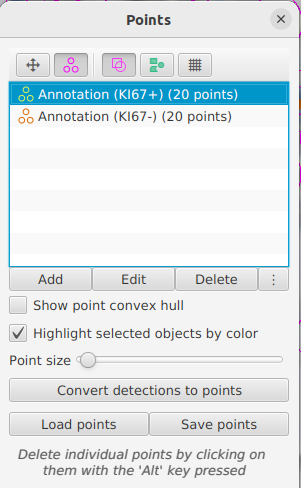 Points
Annotation (KI67+) (20 points)
Annotation (KI67-) (20 points)
Add Edit Delete ⋮
Show point convex hull
Highlight selected objects by color
Point size
Convert detections to points
Load points Save points
Delete individual points by clicking on
them with the 'Alt' key pressed